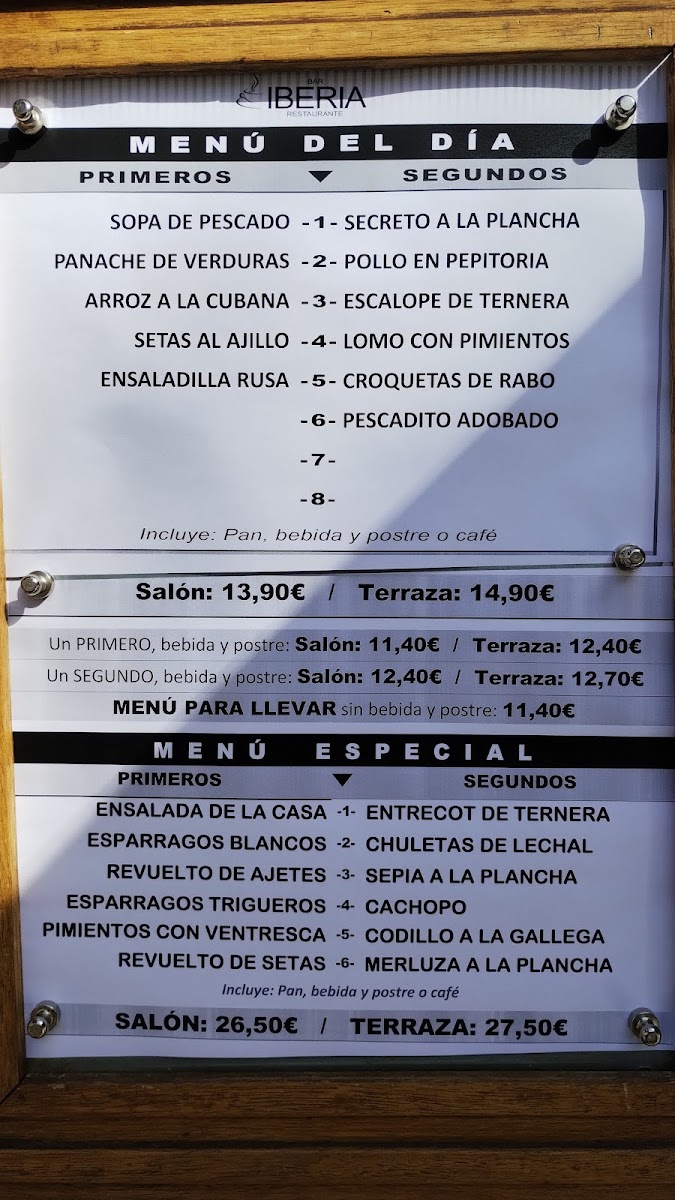 BAR
IBERIA
RESTAURANTE
MENÚ DEL DÍA
PRIMEROS SEGUNDOS
SOPA DE PESCADO -1- SECRETO A LA PLANCHA
PANACHE DE VERDURAS -2- POLLO EN PEPITORIA
ARROZ A LA CUBANA -3- ESCALOPE DE TERNERA
SETAS AL AJILLO -4- LOMO CON PIMIENTOS
ENSALADILLA RUSA -5- CROQUETAS DE RABO
-6- PESCADITO ADOBADO
-7-
-8-
Incluye: Pan, bebida y postre o café
Salón: 13,90€ / Terraza: 14,90€
Un PRIMERO, bebida y postre: Salón: 11,40€ / Terraza: 12,40€
Un SEGUNDO, bebida y postre: Salón: 12,40€ / Terraza: 12,70€
MENÚ PARA LLEVAR sin bebida y postre: 11,40€
MENÚ ESPECIAL
PRIMEROS SEGUNDOS
ENSALADA DE LA CASA -1- ENTRECOT DE TERNERA
ESPARRAGOS BLANCOS -2- CHULETAS DE LECHAL
REVUELTO DE AJETES -3- SEPIA A LA PLANCHA
ESPARRAGOS TRIGUEROS -4- CACHOPO
PIMIENTOS CON VENTRESCA -5- CODILLO A LA GALLEGA
REVUELTO DE SETAS -6- MERLUZA A LA PLANCHA
Incluye: Pan, bebida y postre o café
SALÓN: 26,50€ / TERRAZA: 27,50€